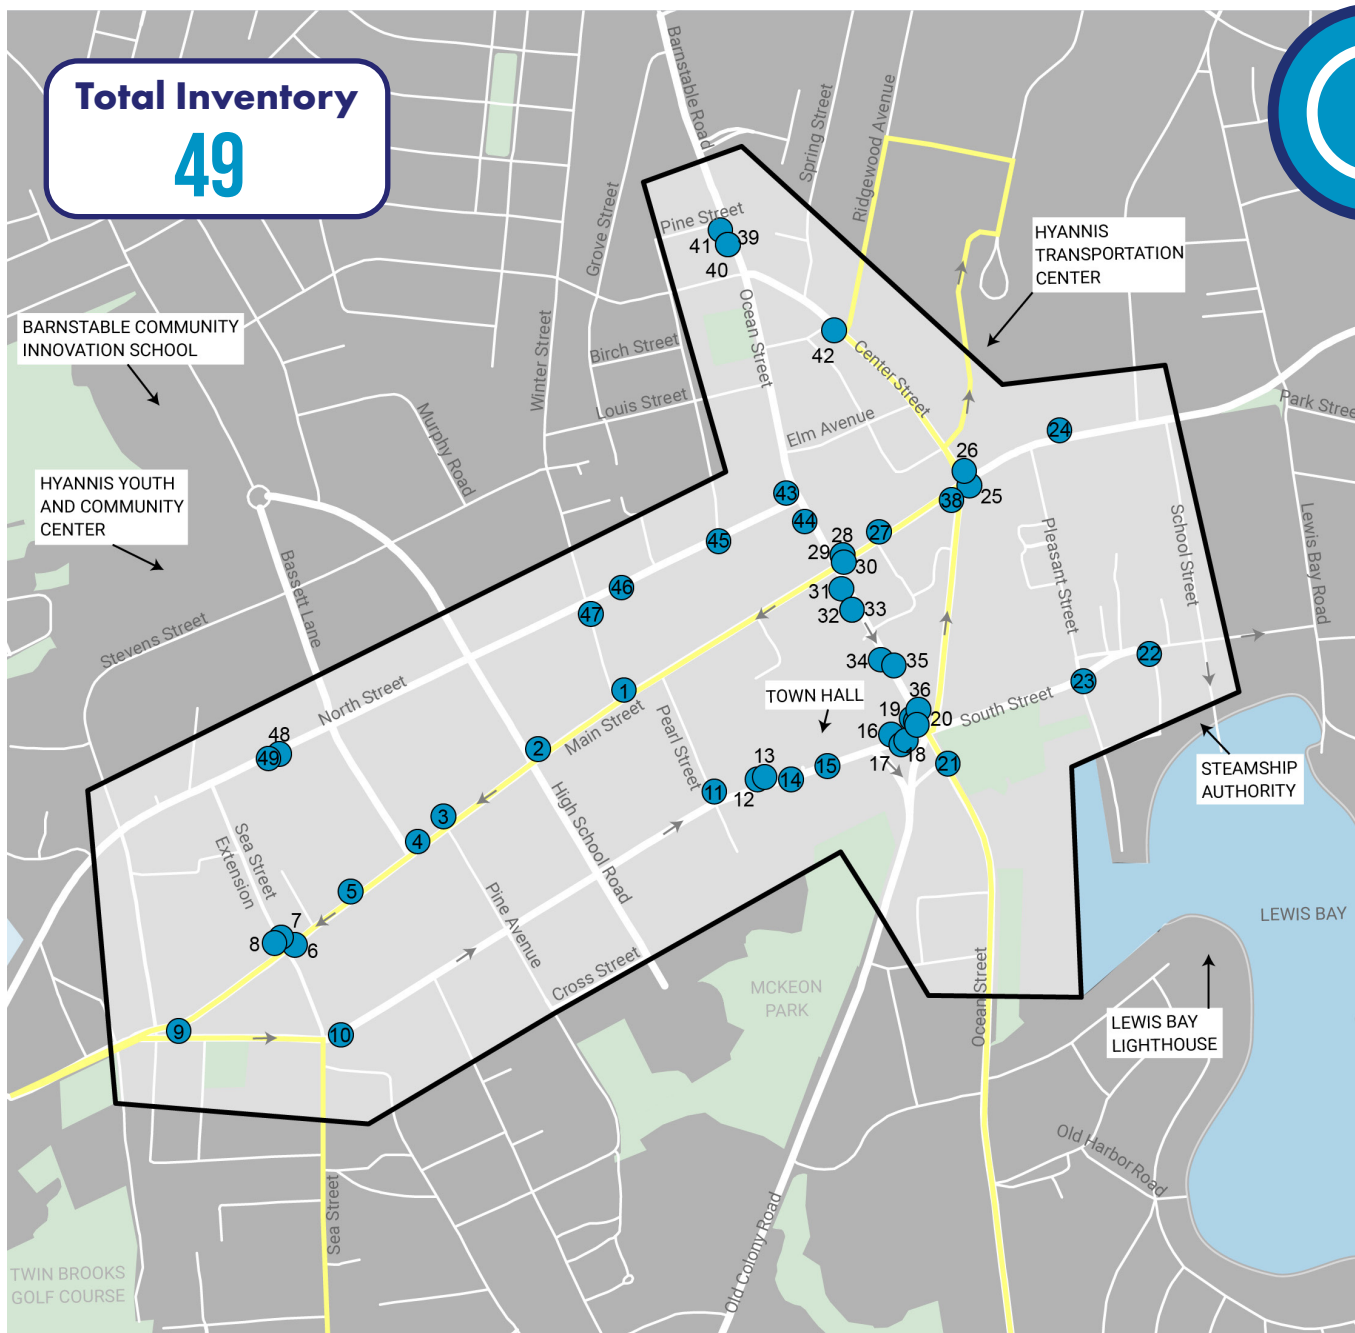 Total Inventory
49
Barnstable Road
Spring Street
Ridgewood Avenue
Grove Street
Pine Street
41
39
40
HYANNIS
TRANSPORTATION
CENTER
BARNSTABLE COMMUNITY
INNOVATION SCHOOL
Winter Street
Birch Street
Ocean Street
42
Center Street
Louis Street
Elm Avenue
Park Stree
Murphy Road
24
26
25
38
HYANNIS YOUTH
AND COMMUNITY
CENTER
43
44
45
27
28
29
30
Pleasant Street
School Street
Lewis Bay Road
Bassett Lane
46
47
31
32
33
Stevens Street
34
35
22
23
North Street
1
Main Street
Pearl Street
TOWN HALL
36
19
20
16
17
18
South Street
21
48
49
2
13
12
14
15
11
STEAMSHIP
AUTHORITY
3
4
High School Road
Sea Street
Extension
5
Pine Avenue
7
8
6
Cross Street
LEWIS BAY
MCKEON
PARK
Ocean Street
9
10
LEWIS BAY
LIGHTHOUSE
Old Harbor Road
Sea Street
Old Colony Road
TWIN BROOKS
GOLF COURSE